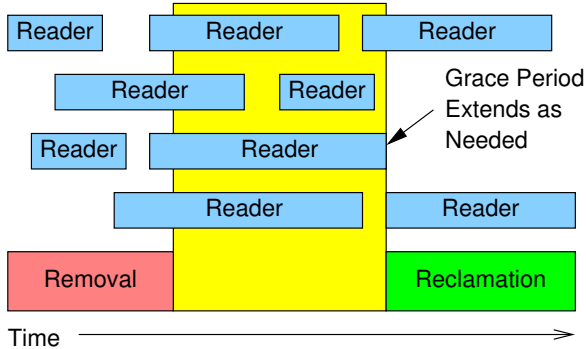 Reader
Reader
Reader
Reader
Reader
Grace Period
Extends as
Needed
Reader
Reader
Reader
Reader
Removal
Reclamation
Time